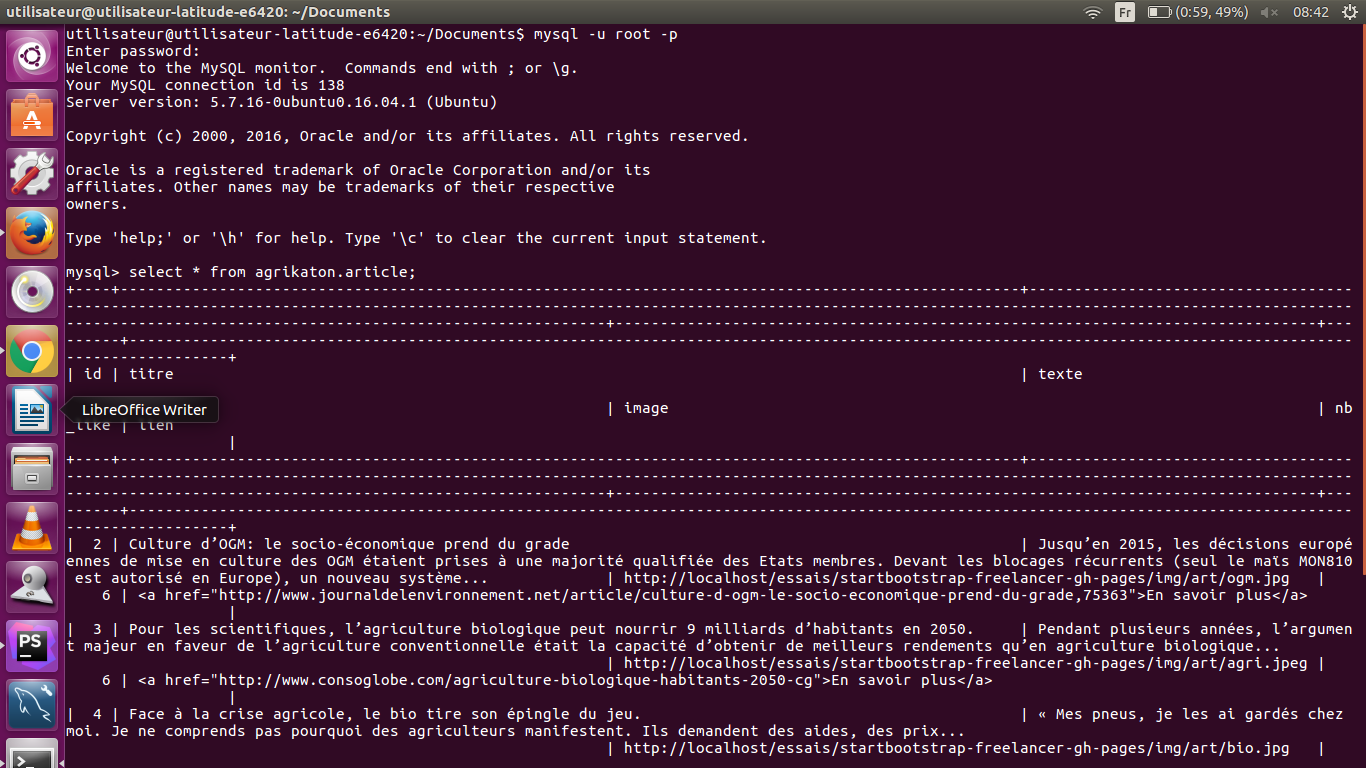 utilisateur@utilisateur-latitude-e6420: ~/Documents
Fr
(0:59, 49%)
08:42
utilisateur@utilisateur-latitude-e6420:~/Documents$ mysql -u root -p
Enter password:
Welcome to the MySQL monitor.  Commands end with ; or \g.
Your MySQL connection id is 138
Server version: 5.7.16-0ubuntu0.16.04.1 (Ubuntu)
Copyright (c) 2000, 2016, Oracle and/or its affiliates. All rights reserved.
Oracle is a registered trademark of Oracle Corporation and/or its
affiliates. Other names may be trademarks of their respective
owners.
Type 'help;' or '\h' for help. Type '\c' to clear the current input statement.
mysql> select * from agrikaton.article;
| id | titre | texte
LibreOffice Writer
| image | nb
_like | lien
|
|  2 | Culture d’OGM: le socio-économique prend du grade | Jusqu’en 2015, les décisions europé
ennes de mise en culture des OGM étaient prises à une majorité qualifiée des Etats membres. Devant les blocages récurrents (seul le maïs MON810
est autorisé en Europe), un nouveau système... | http://localhost/essais/startbootstrap-freelancer-gh-pages/img/art/ogm.jpg |
6 | <a href="http://www.journaldelenvironnement.net/article/culture-d-ogm-le-socio-economique-prend-du-grade,75363">En savoir plus</a>
|
|  3 | Pour les scientifiques, l’agriculture biologique peut nourrir 9 milliards d’habitants en 2050. | Pendant plusieurs années, l’argumen
t majeur en faveur de l’agriculture conventionnelle était la capacité d’obtenir de meilleurs rendements qu’en agriculture biologique...
| http://localhost/essais/startbootstrap-freelancer-gh-pages/img/art/agri.jpeg |
6 | <a href="http://www.consoglobe.com/agriculture-biologique-habitants-2050-cg">En savoir plus</a>
|
|  4 | Face à la crise agricole, le bio tire son épingle du jeu. | « Mes pneus, je les ai gardés chez
moi. Je ne comprends pas pourquoi des agriculteurs manifestent. Ils demandent des aides, des prix...
| http://localhost/essais/startbootstrap-freelancer-gh-pages/img/art/bio.jpg |
PS